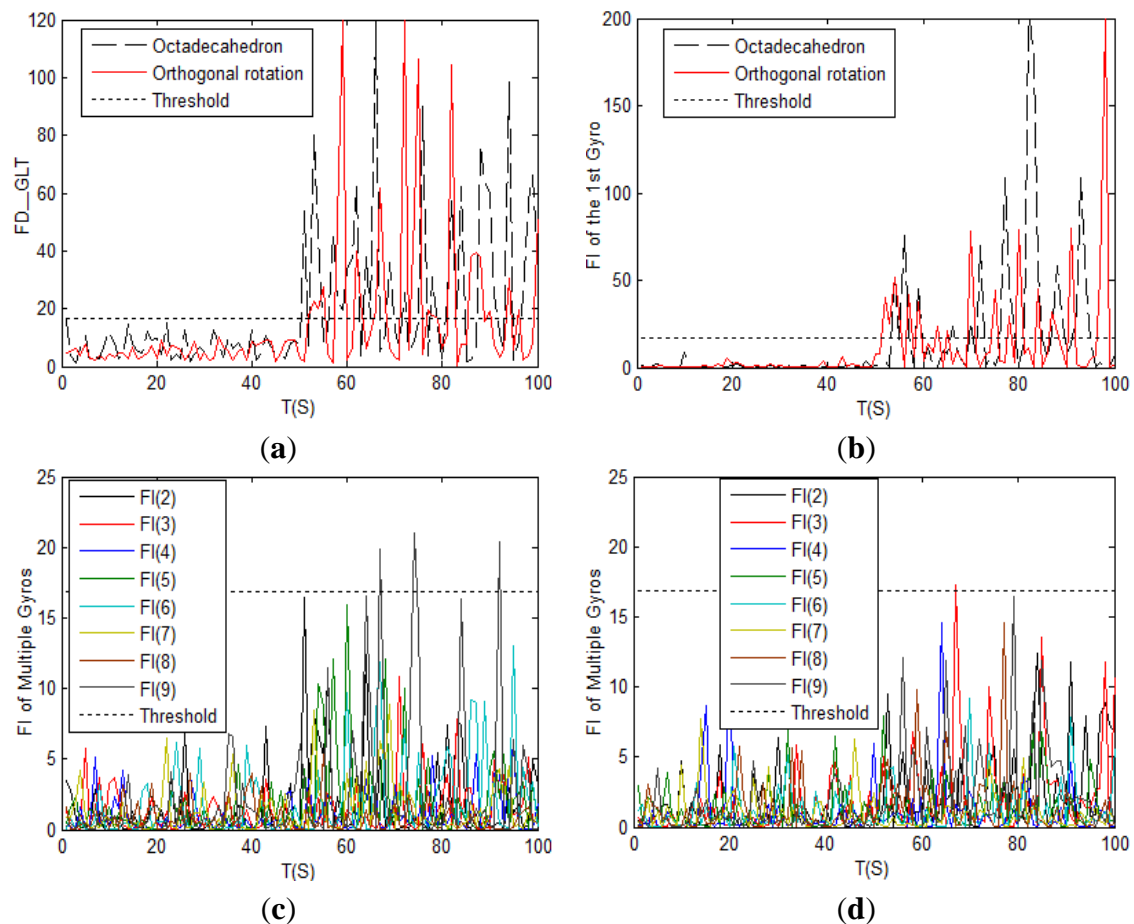 120
100
80
60
40
20
0
FD__GLT
Octadecahedron
Orthogonal rotation
Threshold
0 20 40 60 80 100
T(S)
(a)
200
150
100
50
0
FI of the 1st Gyro
Octadecahedron
Orthogonal rotation
Threshold
0 20 40 60 80 100
T(S)
(b)
25
20
15
10
5
0
FI of Multiple Gyros
FI(2)
FI(3)
FI(4)
FI(5)
FI(6)
FI(7)
FI(8)
FI(9)
Threshold
0 20 40 60 80 100
T(S)
(c)
25
20
15
10
5
0
FI of Multiple Gyros
FI(2)
FI(3)
FI(4)
FI(5)
FI(6)
FI(7)
FI(8)
FI(9)
Threshold
0 20 40 60 80 100
T(S)
(d)